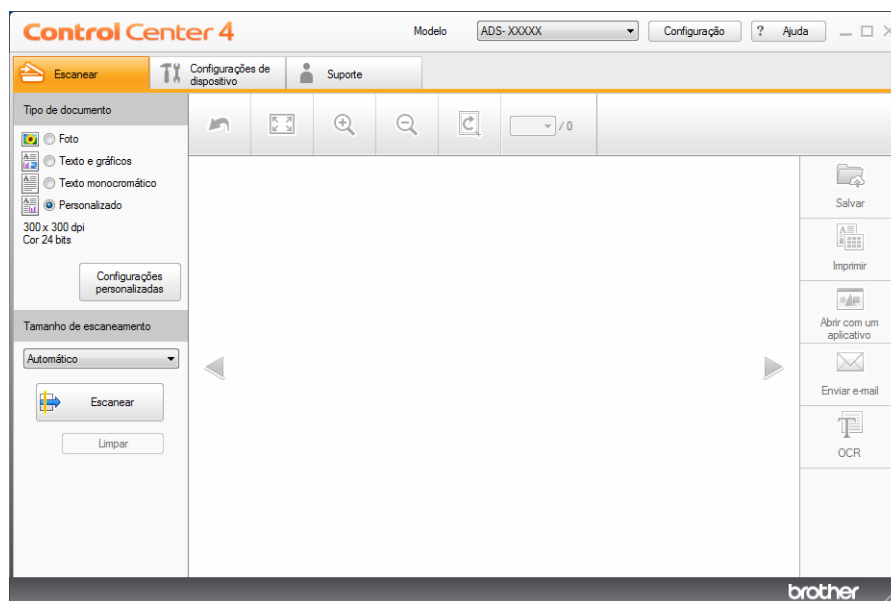 Control Center 4
Modelo
ADS-XXXXX
Configuração
? Ajuda
Escanear
Configurações de
dispositivo
Suporte
Tipo de documento
Foto
Texto e gráficos
Texto monocromático
Personalizado
300 x 300 dpi
Cor 24 bits
Configurações
personalizadas
Tamanho de escaneamento
Automático
Escanear
Limpar
/ 0
Salvar
Imprimir
Abrir com um
aplicativo
Enviar e-mail
OCR
brother